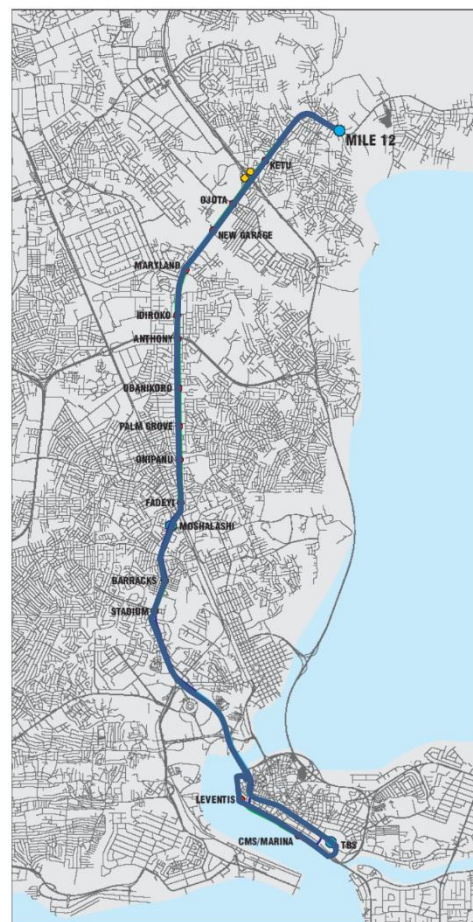 MILE 12
KETU
OJOTA
NEW GARAGE
MARYLAND
IDIROKO
ANTHONY
OBANIKORO
PALM GROVE
ONIPANU
FADEYI
MOSHALASHI
BARRACKS
STADIUM
LEVENTIS
CMS/MARINA
TBS